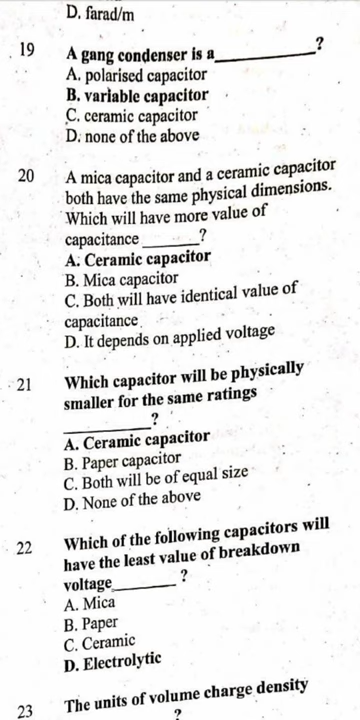 D. farad/m
19 A gang condenser is a__________?
A. polarised capacitor
B. variable capacitor
C. ceramic capacitor
D. none of the above
20 A mica capacitor and a ceramic capacitor
both have the same physical dimensions.
Which will have more value of
capacitance ______?
A. Ceramic capacitor
B. Mica capacitor
C. Both will have identical value of
capacitance
D. It depends on applied voltage
21 Which capacitor will be physically
smaller for the same ratings
_________?
A. Ceramic capacitor
B. Paper capacitor
C. Both will be of equal size
D. None of the above
22 Which of the following capacitors will
have the least value of breakdown
voltage______ ?
A. Mica
B. Paper
C. Ceramic
D. Electrolytic
23 The units of volume charge density
?